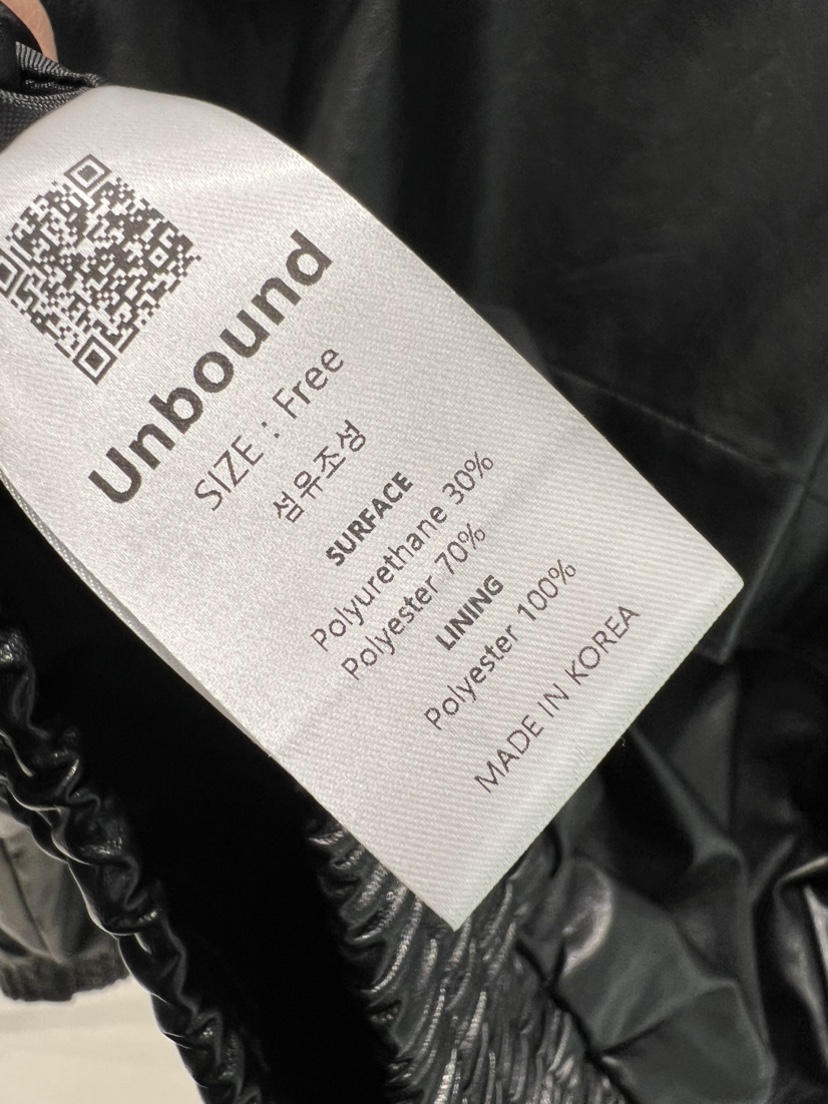 Unbound
SIZE : Free
섬유조성
SURFACE
Polyurethane 30%
Polyester 70%
LINING
Polyester 100%
MADE IN KOREA